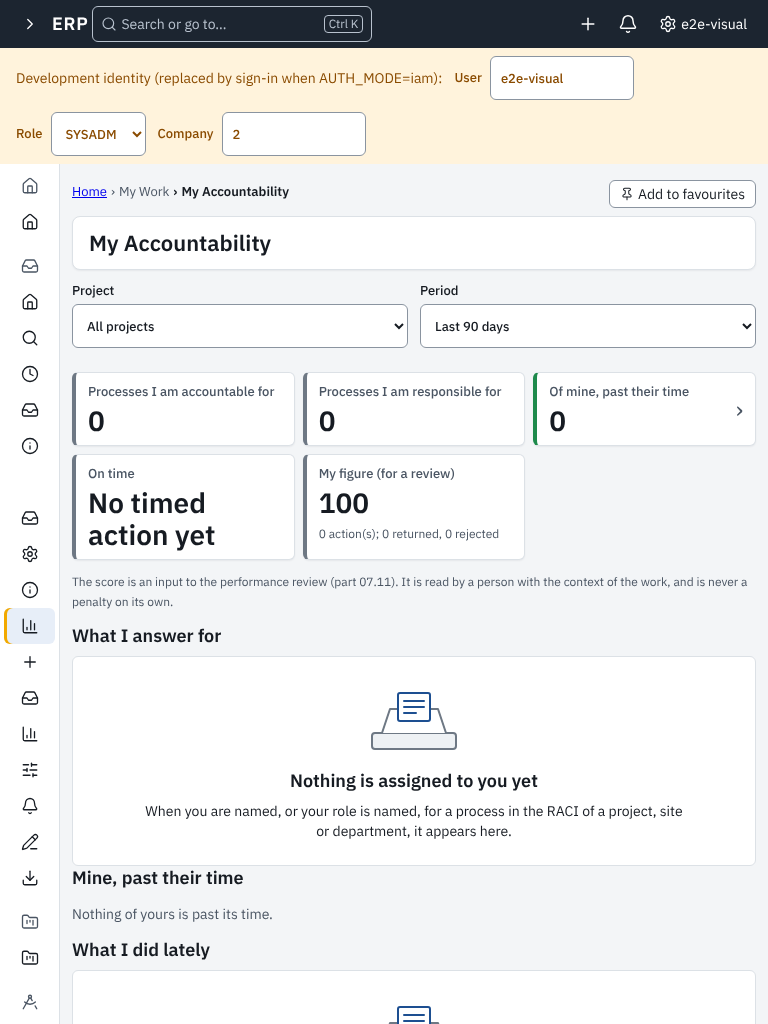 ERP
Search or go to... Ctrl K
e2e-visual
Development identity (replaced by sign-in when AUTH_MODE=iam): User e2e-visual
Role SYSADM Company 2
Home › My Work › My Accountability
Add to favourites
My Accountability
Project
All projects
Period
Last 90 days
Processes I am accountable for
0
Processes I am responsible for
0
Of mine, past their time
0
On time
No timed
action yet
My figure (for a review)
100
0 action(s); 0 returned, 0 rejected
The score is an input to the performance review (part 07.11). It is read by a person with the context of the work, and is never a
penalty on its own.
What I answer for
Nothing is assigned to you yet
When you are named, or your role is named, for a process in the RACI of a project, site
or department, it appears here.
Mine, past their time
Nothing of yours is past its time.
What I did lately